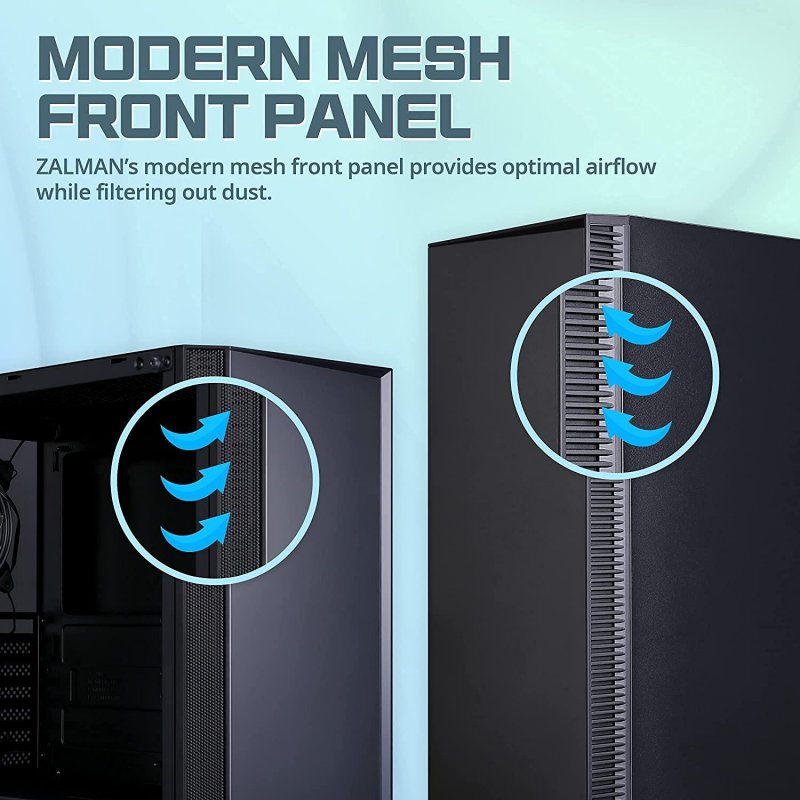 MODERN MESH
FRONT PANEL
ZALMAN’s modern mesh front panel provides optimal airflow
while filtering out dust.